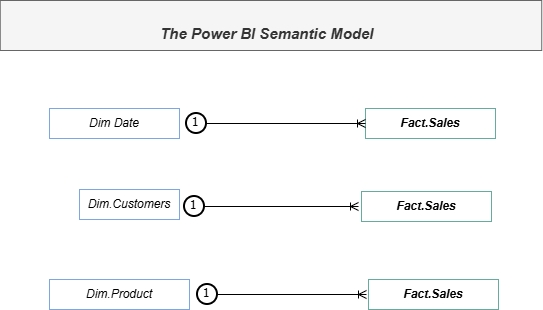 The Power BI Semantic Model
Dim Date 1 Fact.Sales
Dim.Customers 1 Fact.Sales
Dim.Product 1 Fact.Sales